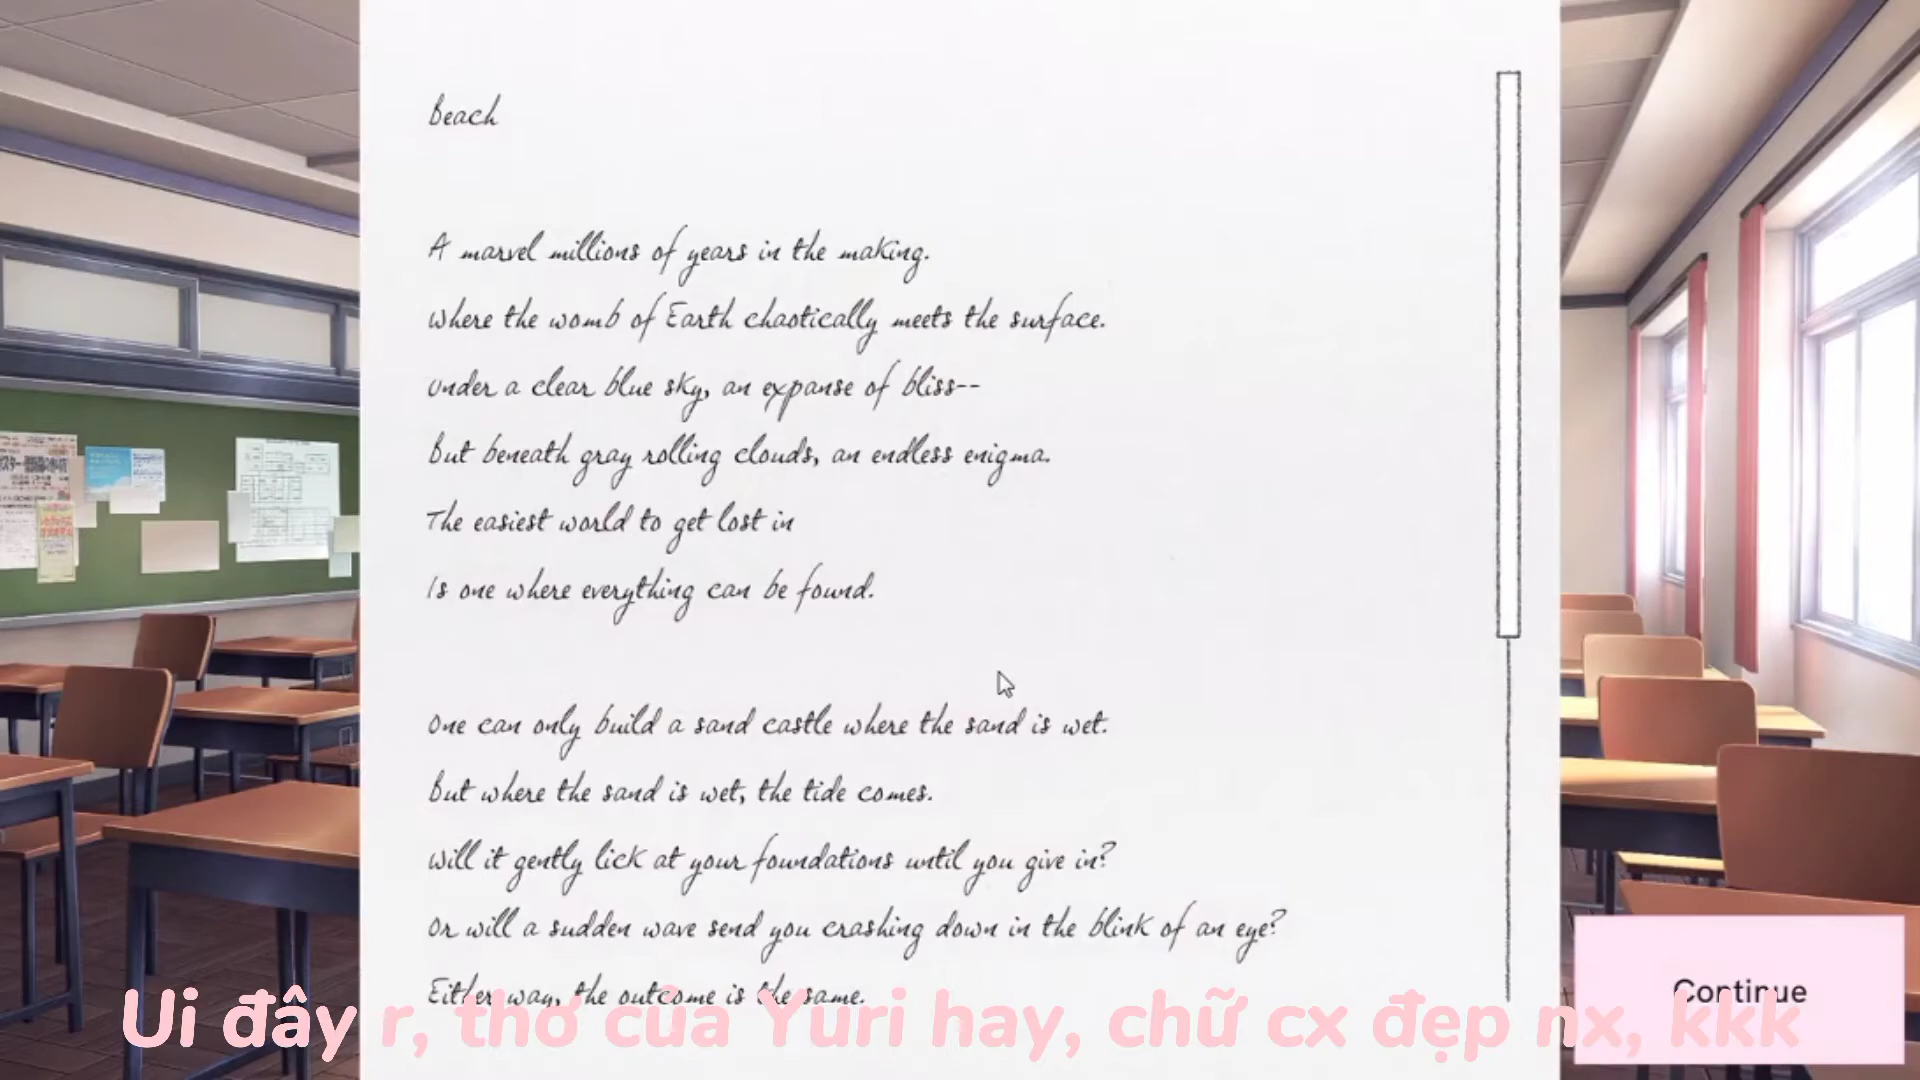 Beach
A marvel millions of years in the making.
Where the womb of Earth chaotically meets the surface.
Under a clear blue sky, an expanse of bliss--
But beneath gray rolling clouds, an endless enigma.
The easiest world to get lost in
Is one where everything can be found.
One can only build a sand castle where the sand is wet.
But where the sand is wet, the tide comes.
Will it gently lick at your foundations until you give in?
Or will a sudden wave send you crashing down in the blink of an eye?
Either way, the outcome is the same.
Continue
Ui đây r, thơ của Yuri hay, chữ cx đẹp nx, kkk